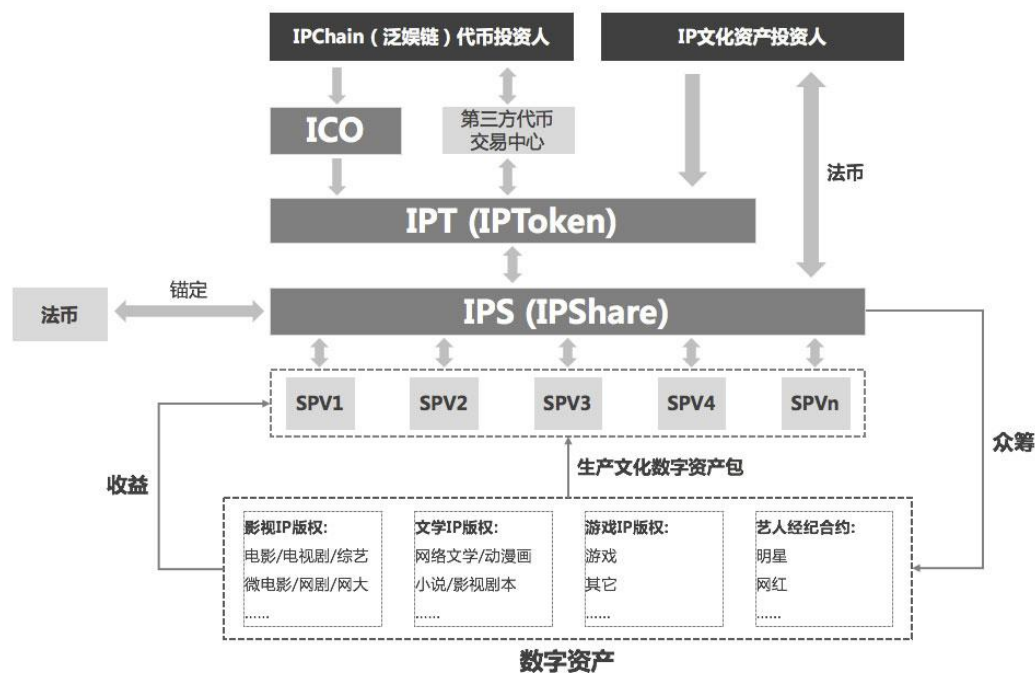 IPChain（泛娱链）代币投资人
IP文化资产投资人
ICO
第三方代币
交易中心
法币
IPT (IPToken)
锚定
法币
IPS (IPShare)
SPV1
SPV2
SPV3
SPV4
SPVn
众筹
收益
生产文化数字资产包
影视IP版权:
电影/电视剧/综艺
微电影/网剧/网大
......
文学IP版权:
网络文学/动漫画
小说/影视剧本
......
游戏IP版权:
游戏
其它
......
艺人经纪合约:
明星
网红
......
数字资产